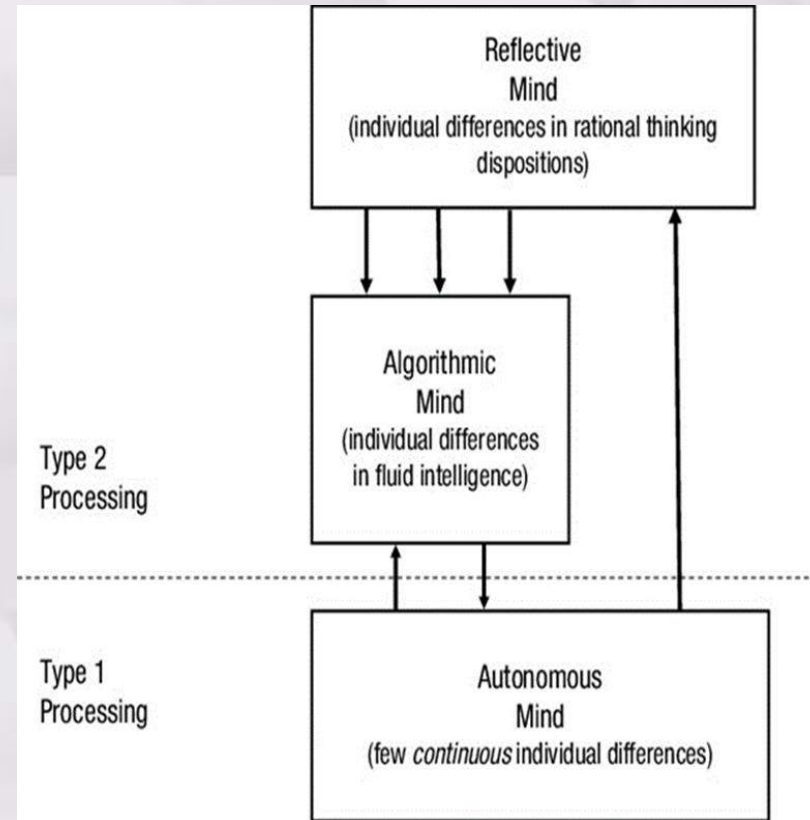 Reflective
Mind
(individual differences in rational thinking
dispositions)
Algorithmic
Mind
(individual differences
in fluid intelligence)
Type 2
Processing
Type 1
Processing
Autonomous
Mind
(few continuous individual differences)